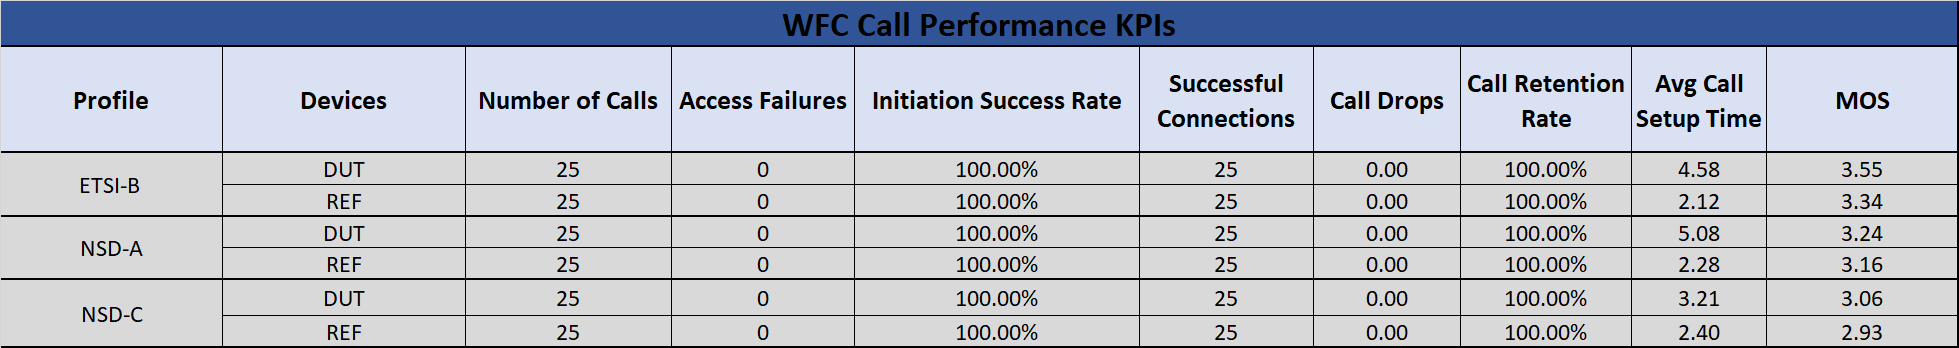 WFC Call Performance KPIs
Profile Devices Number of Calls Access Failures Initiation Success Rate Successful Connections Call Drops Call Retention Rate Avg Call Setup Time MOS
ETSI-B DUT 25 0 100.00% 25 0.00 100.00% 4.58 3.55
REF 25 0 100.00% 25 0.00 100.00% 2.12 3.34
NSD-A DUT 25 0 100.00% 25 0.00 100.00% 5.08 3.24
REF 25 0 100.00% 25 0.00 100.00% 2.28 3.16
NSD-C DUT 25 0 100.00% 25 0.00 100.00% 3.21 3.06
REF 25 0 100.00% 25 0.00 100.00% 2.40 2.93